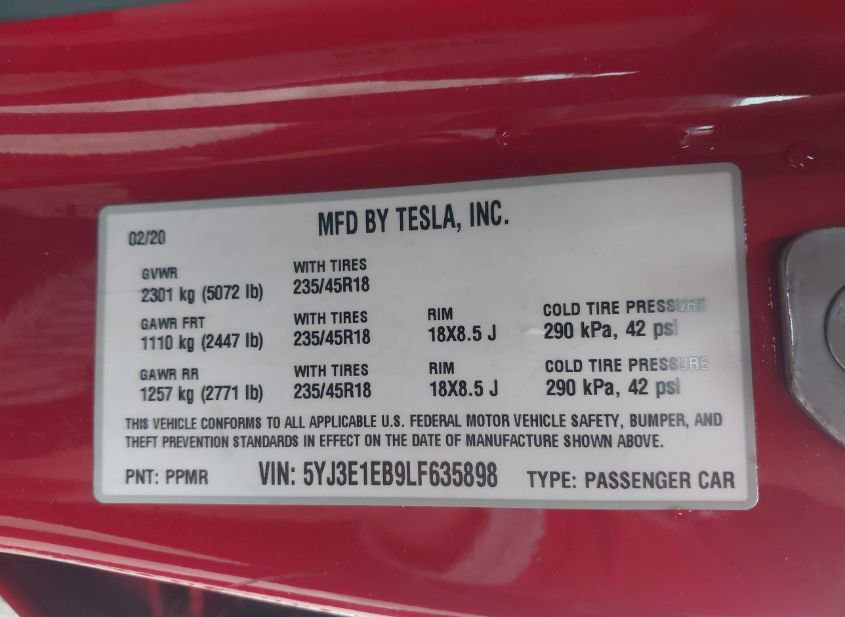 MFD BY TESLA, INC.
02/20
GVWR WITH TIRES
2301 kg (5072 lb) 235/45R18
GAWR FRT WITH TIRES RIM COLD TIRE PRESSURE
1110 kg (2447 lb) 235/45R18 18X8.5 J 290 kPa, 42 psi
GAWR RR WITH TIRES RIM COLD TIRE PRESSURE
1257 kg (2771 lb) 235/45R18 18X8.5 J 290 kPa, 42 psi
THIS VEHICLE CONFORMS TO ALL APPLICABLE U.S. FEDERAL MOTOR VEHICLE SAFETY, BUMPER, AND
THEFT PREVENTION STANDARDS IN EFFECT ON THE DATE OF MANUFACTURE SHOWN ABOVE.
PNT: PPMR VIN: 5YJ3E1EB9LF635898 TYPE: PASSENGER CAR